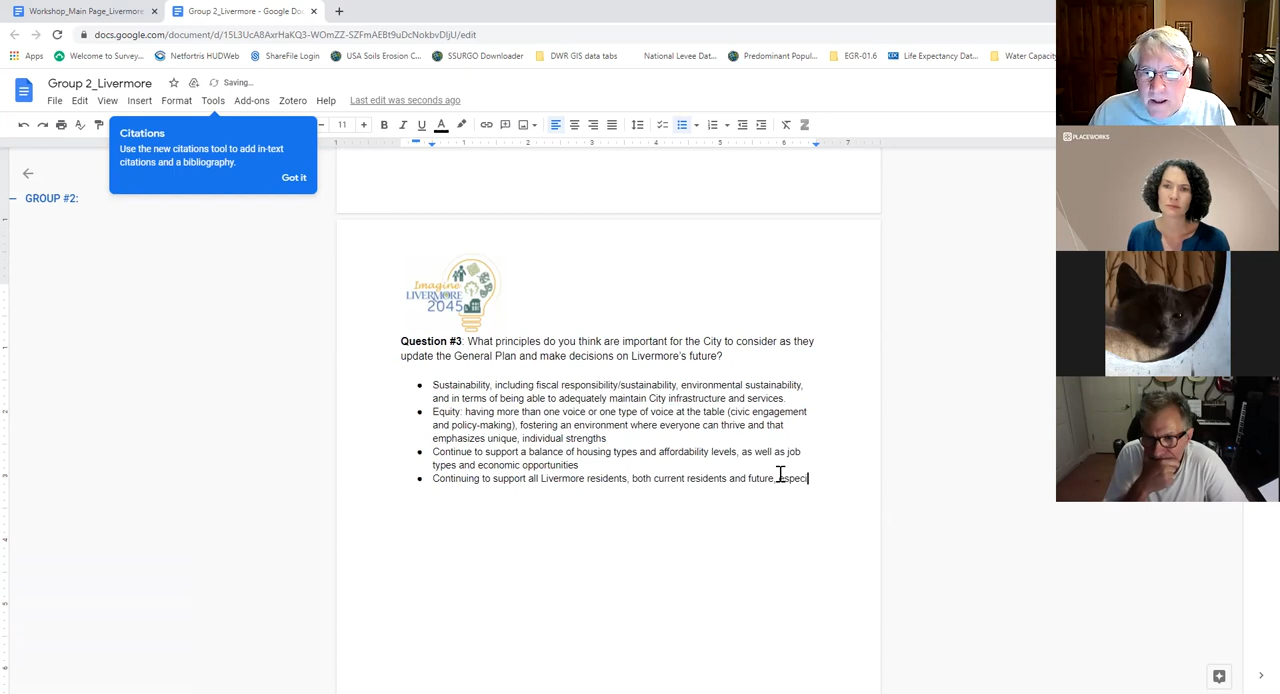 Workshop_Main Page_Livermore
Group 2_Livermore - Google Do
docs.google.com/document/d/15L3UcA8AxrHaKQ3-WOmZZ-SZFmAEBt9uDcNokbvDIjU/edit
Apps
Welcome to Survey...
Netfortris HUDWeb
ShareFile Login
USA Soils Erosion C...
SSURGO Downloader
DWR GIS data tabs
National Levee Dat...
Predominant Popul...
EGR-01.6
Life Expectancy Data
Water Capacity
Group 2_Livermore
Saving...
File Edit View Insert Format Tools Add-ons Zotero Help Last edit was seconds ago
11
Citations
Use the new citations tool to add in-text
citations and a bibliography.
Got it
GROUP #2:
Imagine
LIVERMORE
2045
Question #3: What principles do you think are important for the City to consider as they
update the General Plan and make decisions on Livermore's future?
● Sustainability, including fiscal responsibility/sustainability, environmental sustainability,
and in terms of being able to adequately maintain City infrastructure and services.
● Equity: having more than one voice or one type of voice at the table (civic engagement
and policy-making), fostering an environment where everyone can thrive and that
emphasizes unique, individual strengths
● Continue to support a balance of housing types and affordability levels, as well as job
types and economic opportunities
● Continuing to support all Livermore residents, both current residents and future, especi
PLACEWORKS